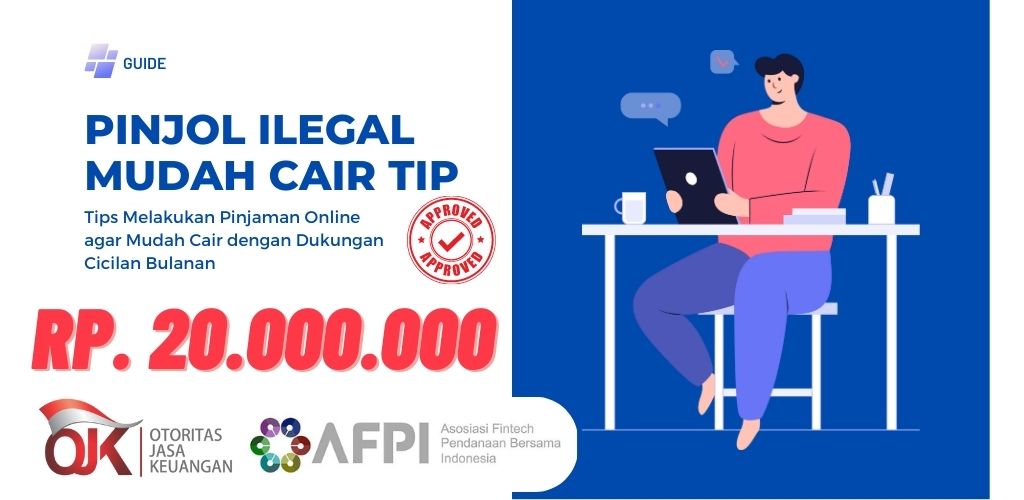 GUIDE
PINJOL ILEGAL
MUDAH CAIR TIP
Tips Melakukan Pinjaman Online
agar Mudah Cair dengan Dukungan
Cicilan Bulanan
APPROVED
APPROVED
RP. 20.000.000
OJK
OTORITAS
JASA
KEUANGAN
AFPI
Asosiasi Fintech
Pendanaan Bersama
Indonesia